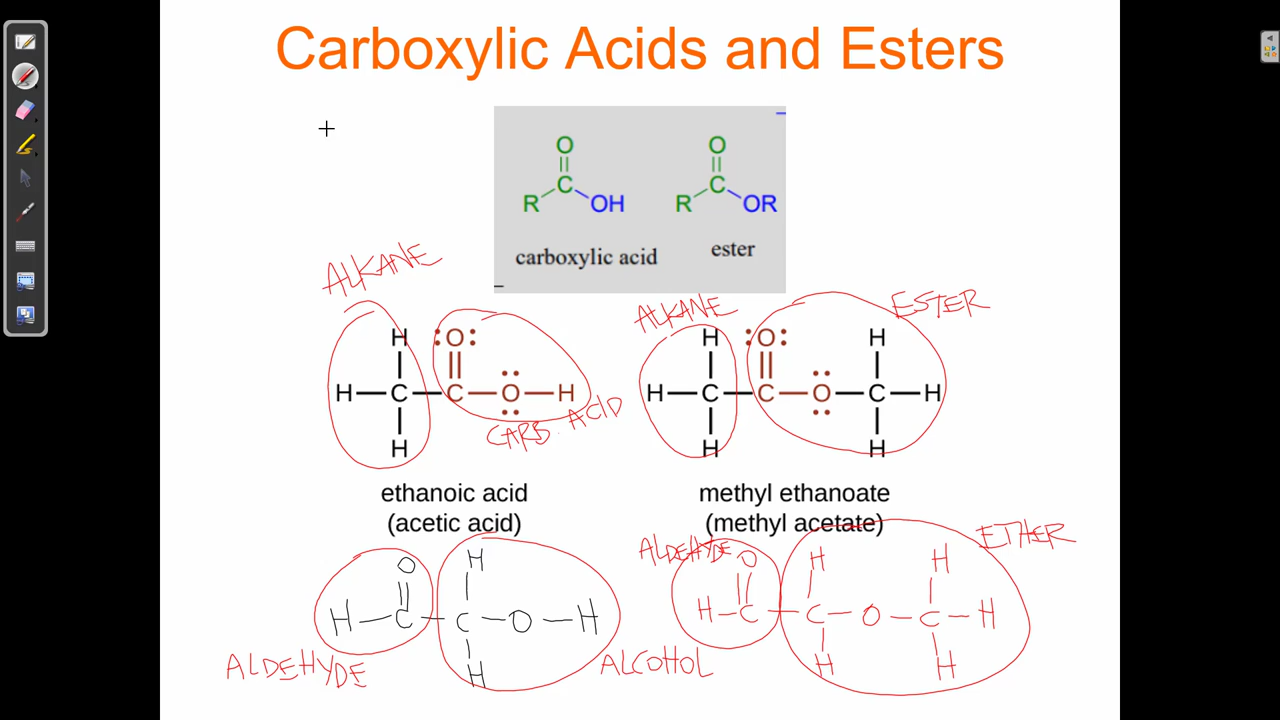 Carboxylic Acids and Esters
O O
C C
R OH R OR
carboxylic acid ester
ALKANE ALKANE ESTER
H :O: H :O: H
H C C O H H C C O C H
CARB. ACID
H H H
ethanoic acid methyl ethanoate
(acetic acid) (methyl acetate)
ALDEHYDE ETHER
O H O H H
H—C—C—O—H H—C—C—O—C—H
H H H
ALDEHYDE ALCOHOL